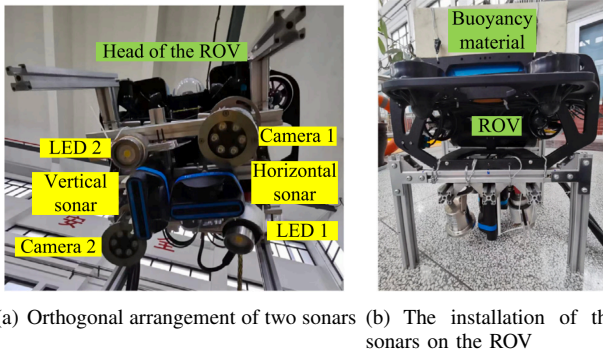 Head of the ROV
Camera 1
LED 2
Vertical
sonar
Horizontal
sonar
LED 1
Camera 2
Buoyancy
material
ROV
a) Orthogonal arrangement of two sonars
(b) The installation of th
sonars on the ROV